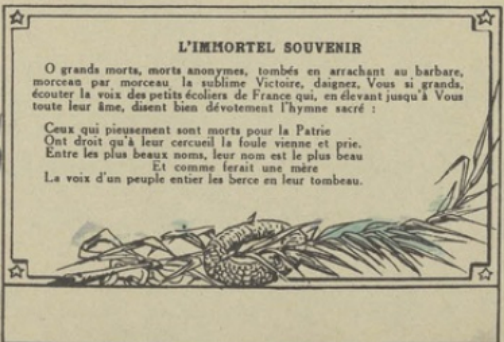 L'IMMORTEL SOUVENIR
O grands morts, morts anonymes, tombés en arrachant au barbare,
morceau par morceau la sublime Victoire, daignez, Vous si grands,
écouter la voix des petits écoliers de France qui, en élevant jusqu'à Vous
toute leur âme, disent bien dévotement l'hymne sacré :
Ceux qui pieusement sont morts pour la Patrie
Ont droit qu'à leur cercueil la foule vienne et prie.
Entre les plus beaux noms, leur nom est le plus beau
Et comme ferait une mère
La voix d'un peuple entier les berce en leur tombeau.